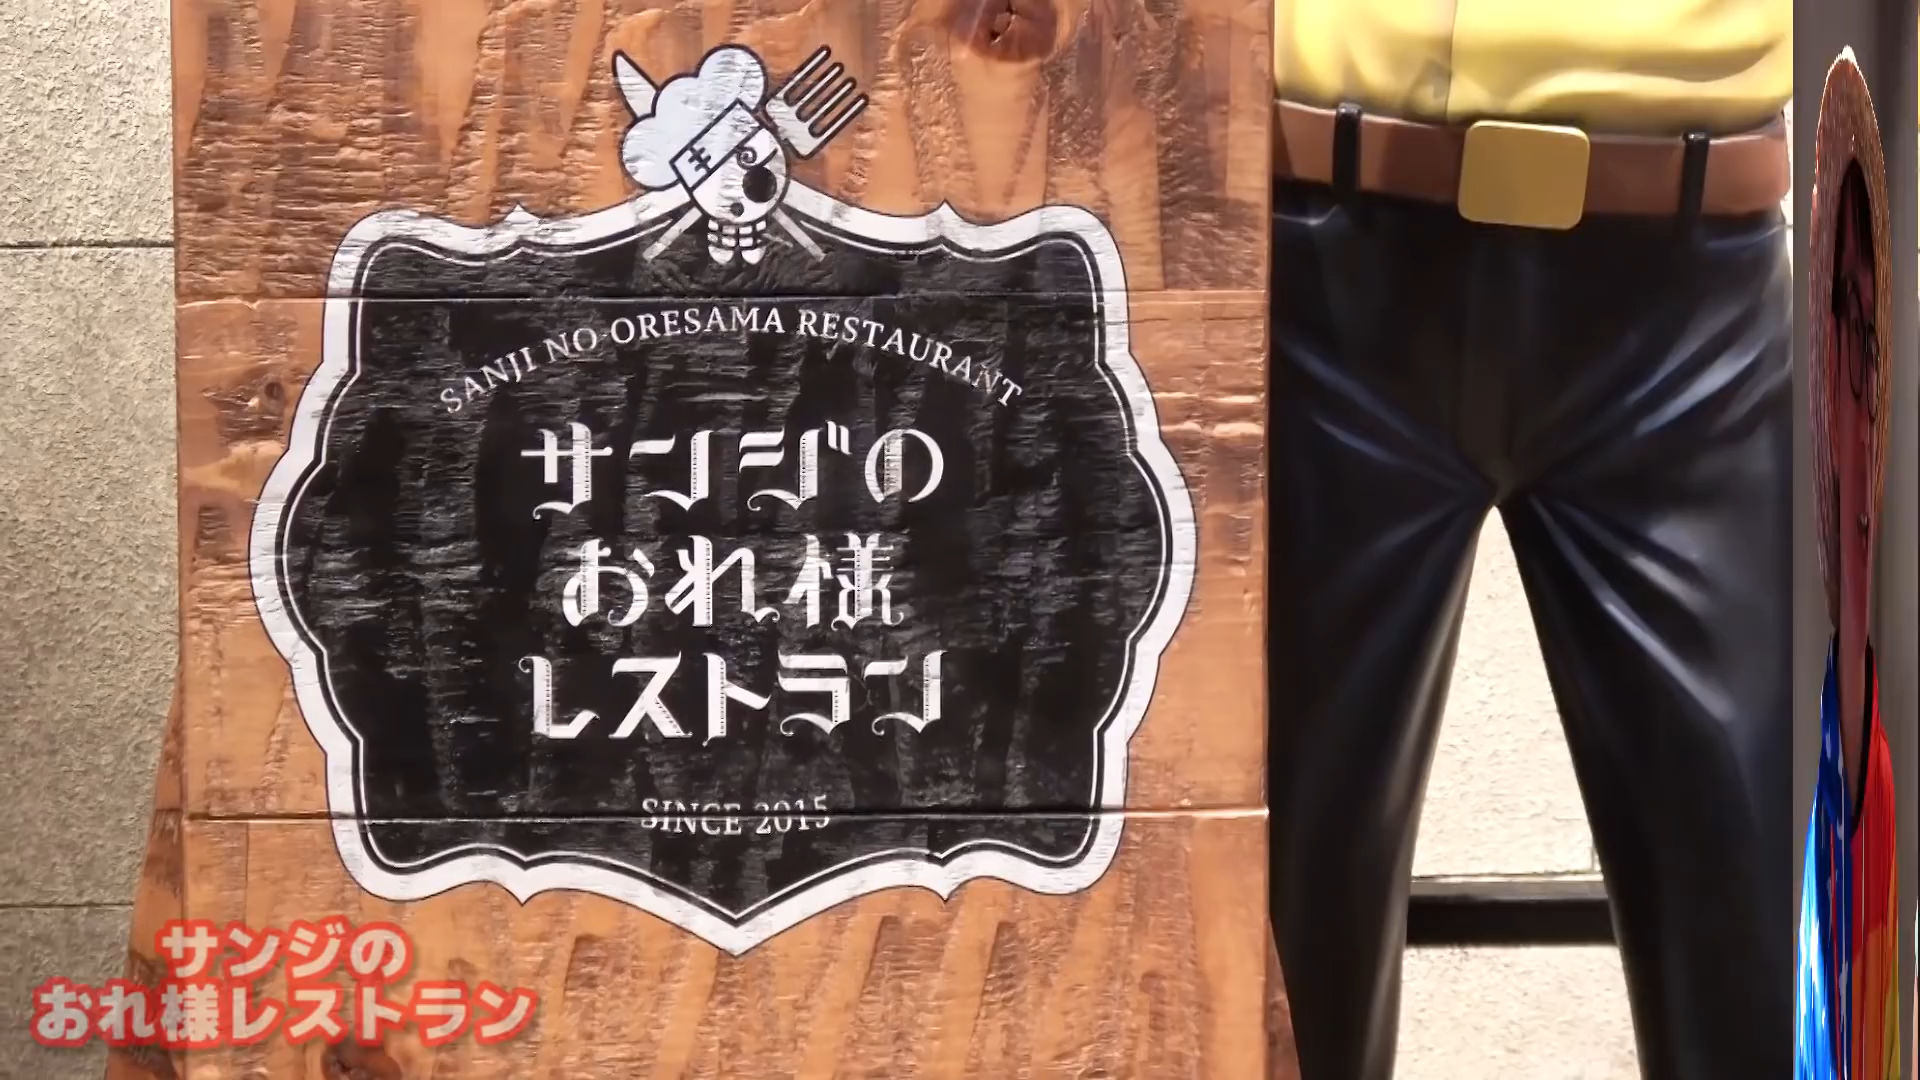 SANJI NO ORESAMA RESTAURANT
サンジの
おれ様
レストラン
SINCE 2015
サンジの
おれ様レストラン